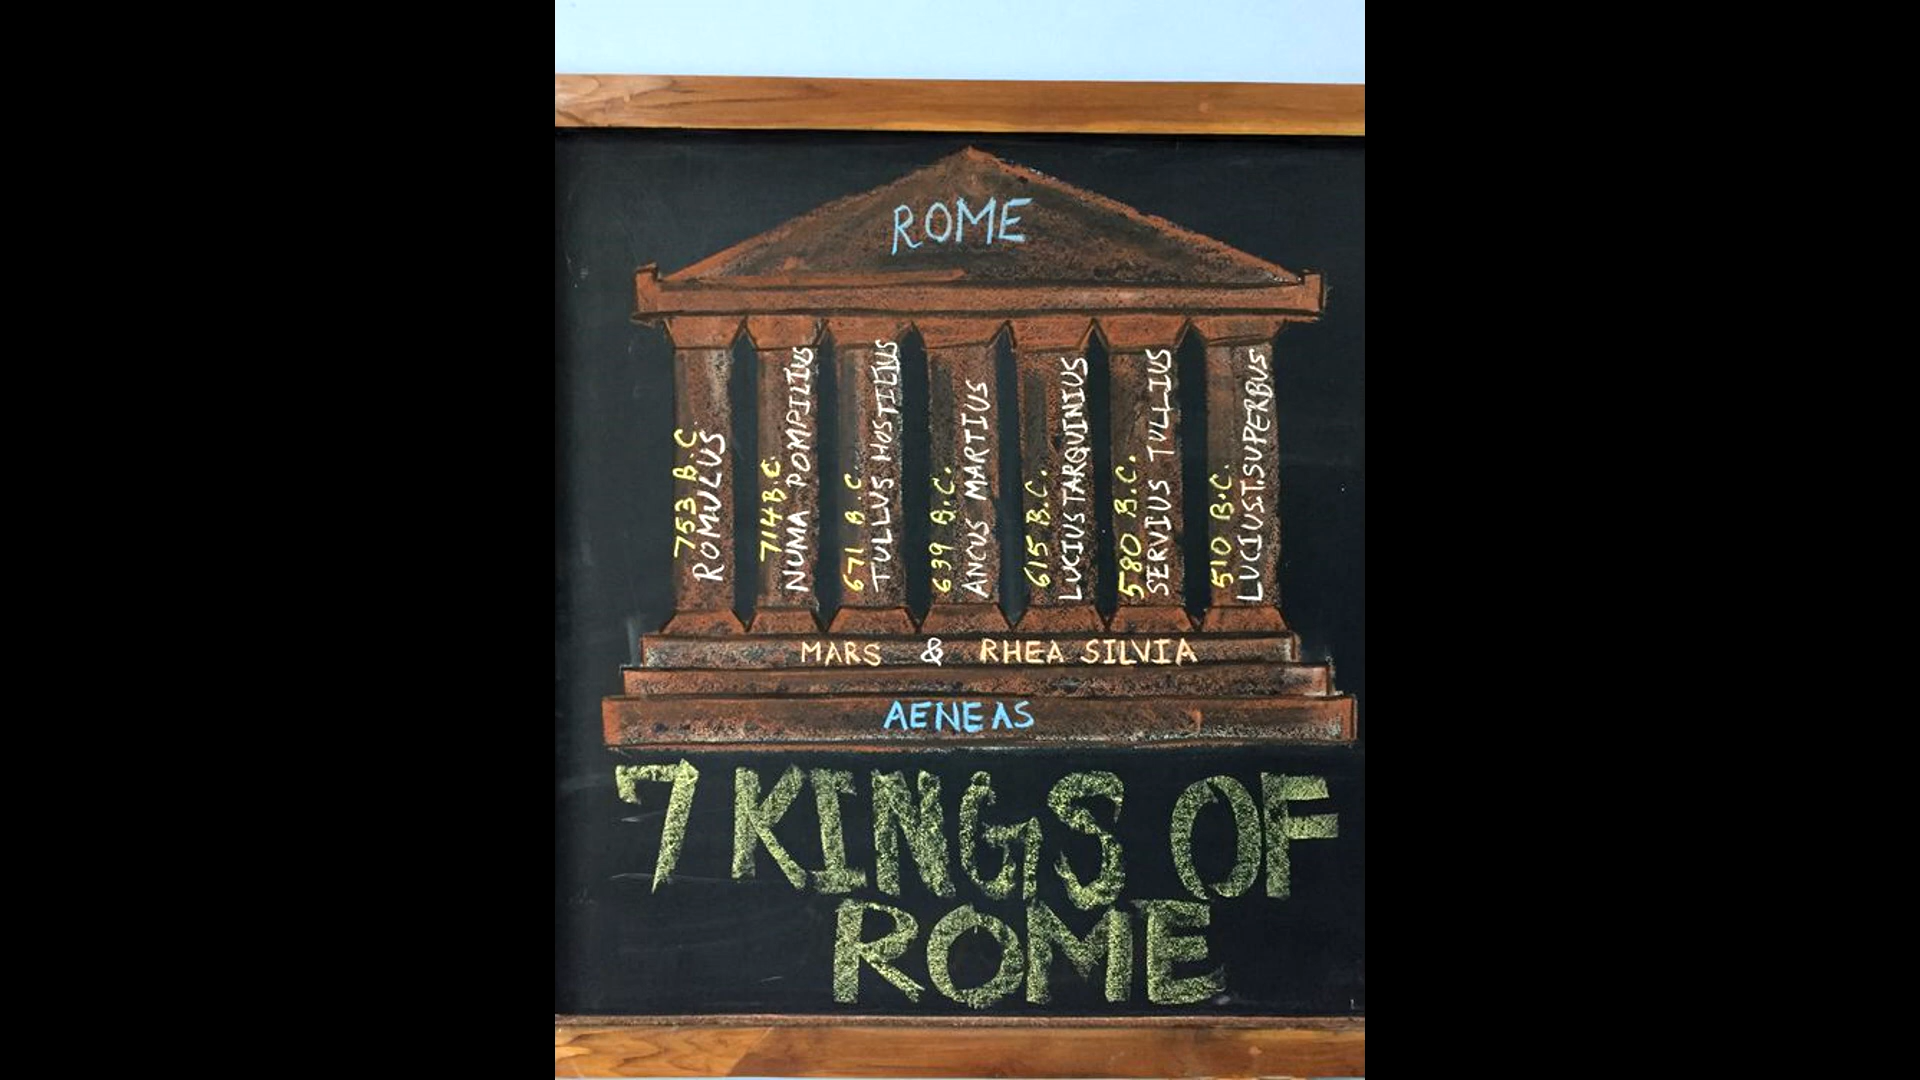 ROME
753 B.C
ROMULUS
714 B.C.
NUMA POMPILIUS
671 B.C.
TULLUS HOSTILIUS
639 B.C.
ANCUS MARTIUS
615 B.C.
LUCIUS TARQUINIUS
580 B.C.
SERVIUS TULLIUS
510 B.C.
LUCIUS.T.SUPERBUS
MARS & RHEA SILVIA
AENEAS
7 KINGS OF
ROME